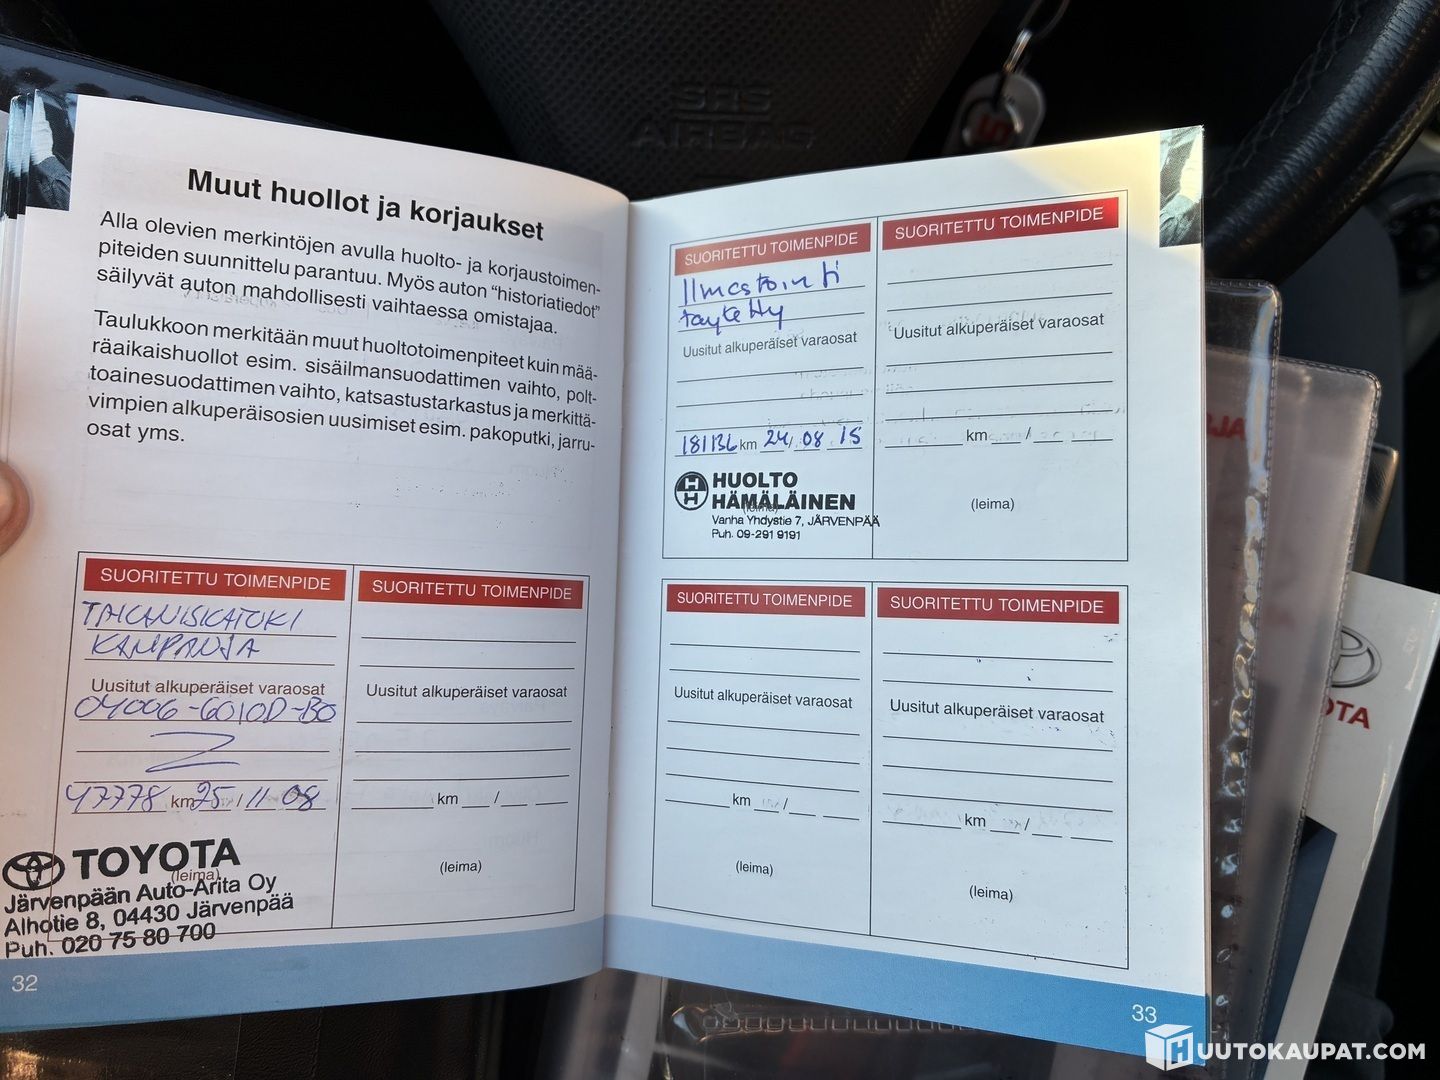 SRS
AIRBAG
Muut huollot ja korjaukset
Alla olevien merkintöjen avulla huolto- ja korjaustoimen-
piteiden suunnittelu parantuu. Myös auton "historiatiedot"
säilyvät auton mahdollisesti vaihtaessa omistajaa.
Taulukkoon merkitään muut huoltotoimenpiteet kuin mää-
räaikaishuollot esim. sisäilmansuodattimen vaihto, polt-
toainesuodattimen vaihto, katsastustarkastus ja merkittä-
vimpien alkuperäisosien uusimiset esim. pakoputki, jarru-
osat yms.
SUORITETTU TOIMENPIDE
TAKANISKATUKI
KAMPANJA
Uusitut alkuperäiset varaosat
04006-6010D-B0
47778 km 25/11 08
(leima)
TOYOTA
Järvenpään Auto-Arita Oy
Alhotie 8, 04430 Järvenpää
Puh. 020 75 80 700
SUORITETTU TOIMENPIDE
Uusitut alkuperäiset varaosat
km /
(leima)
32
SUORITETTU TOIMENPIDE
Ilmastointi
täytetty
Uusitut alkuperäiset varaosat
181136 km 24/08 15
HUOLTO
HÄMÄLÄINEN
(leima)
Vanha Yhdystie 7, JÄRVENPÄÄ
Puh. 09-291 9191
SUORITETTU TOIMENPIDE
Uusitut alkuperäiset varaosat
km /
(leima)
SUORITETTU TOIMENPIDE
Uusitut alkuperäiset varaosat
km /
(leima)
SUORITETTU TOIMENPIDE
Uusitut alkuperäiset varaosat
km /
(leima)
33
OTA
HUUTOKAUPAT.COM